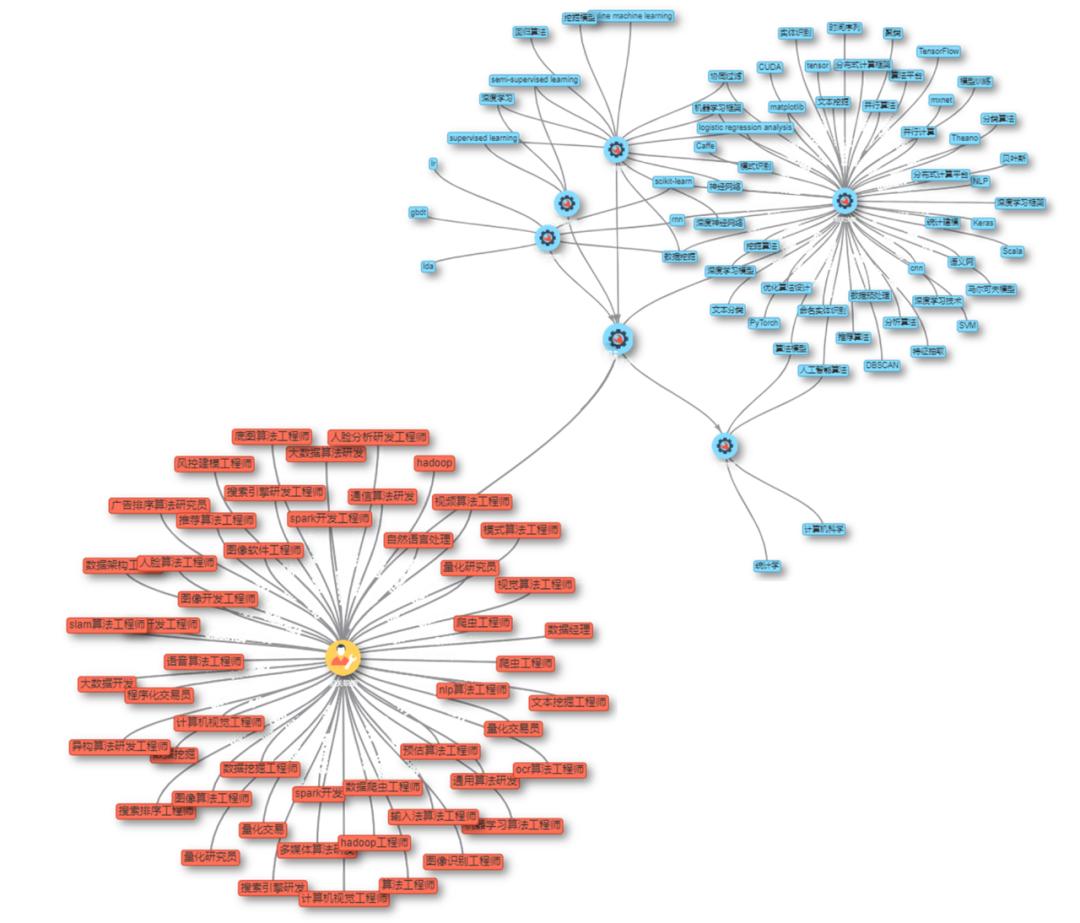 挖掘模型
line machine learning
回归算法
semi-supervised learning
深度学习
supervised learning
lr
gbdt
lda
实体识别
时间序列
聚类
协同过滤
CUDA
tensor
分布式计算框架
算法平台
TensorFlow
模型训练
机器学习框架
matplotlib
文本挖掘
并行算法
mxnet
分类算法
logistic regression analysis
并行计算
Theano
Caffe
模式识别
贝叶斯
scikit-learn
神经网络
分布式计算平台
NLP
深度学习框架
rnn
深度神经网络
统计建模
Keras
数据挖掘
挖掘算法
Scala
深度学习模型
cnn
语义网
优化算法设计
数据预处理
马尔可夫模型
深度学习技术
文本分类
PyTorch
命名实体识别
分析算法
SVM
推荐算法
算法模型
特征抽取
人工智能算法
DBSCAN
计算机科学
统计学
底图算法工程师
人脸分析研发工程师
大数据算法研发
风控建模工程师
hadoop
搜索引擎研发工程师
通信算法研发
视频算法工程师
广告排序算法研究员
推荐算法工程师
spark开发工程师
模式算法工程师
自然语言处理
图像软件工程师
数据架构工
人脸算法工程师
量化研究员
视觉算法工程师
图像开发工程师
slam算法工程师
开发工程师
爬虫工程师
数据经理
语音算法工程师
爬虫工程师
大数据开发
程序化交易员
nlp算法工程师
文本挖掘工程师
计算机视觉工程师
量化交易员
异构算法研发工程师
预估算法工程师
数据挖掘工程师
ocr算法工程师
通用算法研发
图像算法工程师
spark开发
数据爬虫工程师
搜索排序工程师
输入法算法工程师
学习算法工程师
量化交易
hadoop工程师
多媒体算法研发
量化研究员
图像识别工程师
搜索引擎研发
算法工程师
计算机视觉工程师